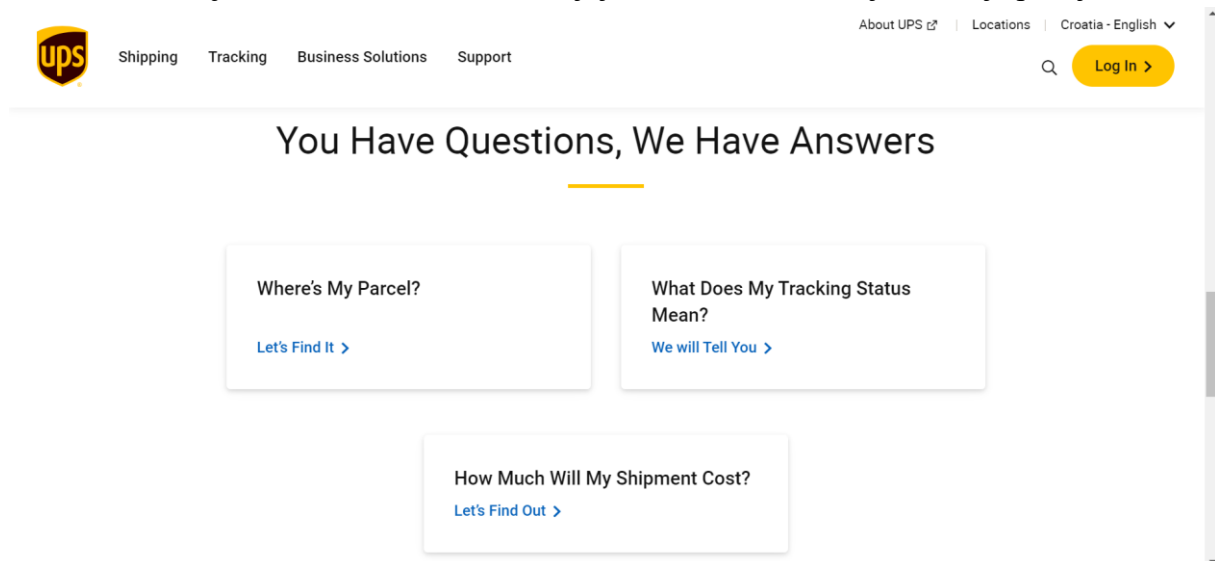 About UPS
Locations
Croatia - English
ups
Shipping
Tracking
Business Solutions
Support
Log In
You Have Questions, We Have Answers
Where's My Parcel?
Let's Find It
What Does My Tracking Status
Mean?
We will Tell You
How Much Will My Shipment Cost?
Let's Find Out